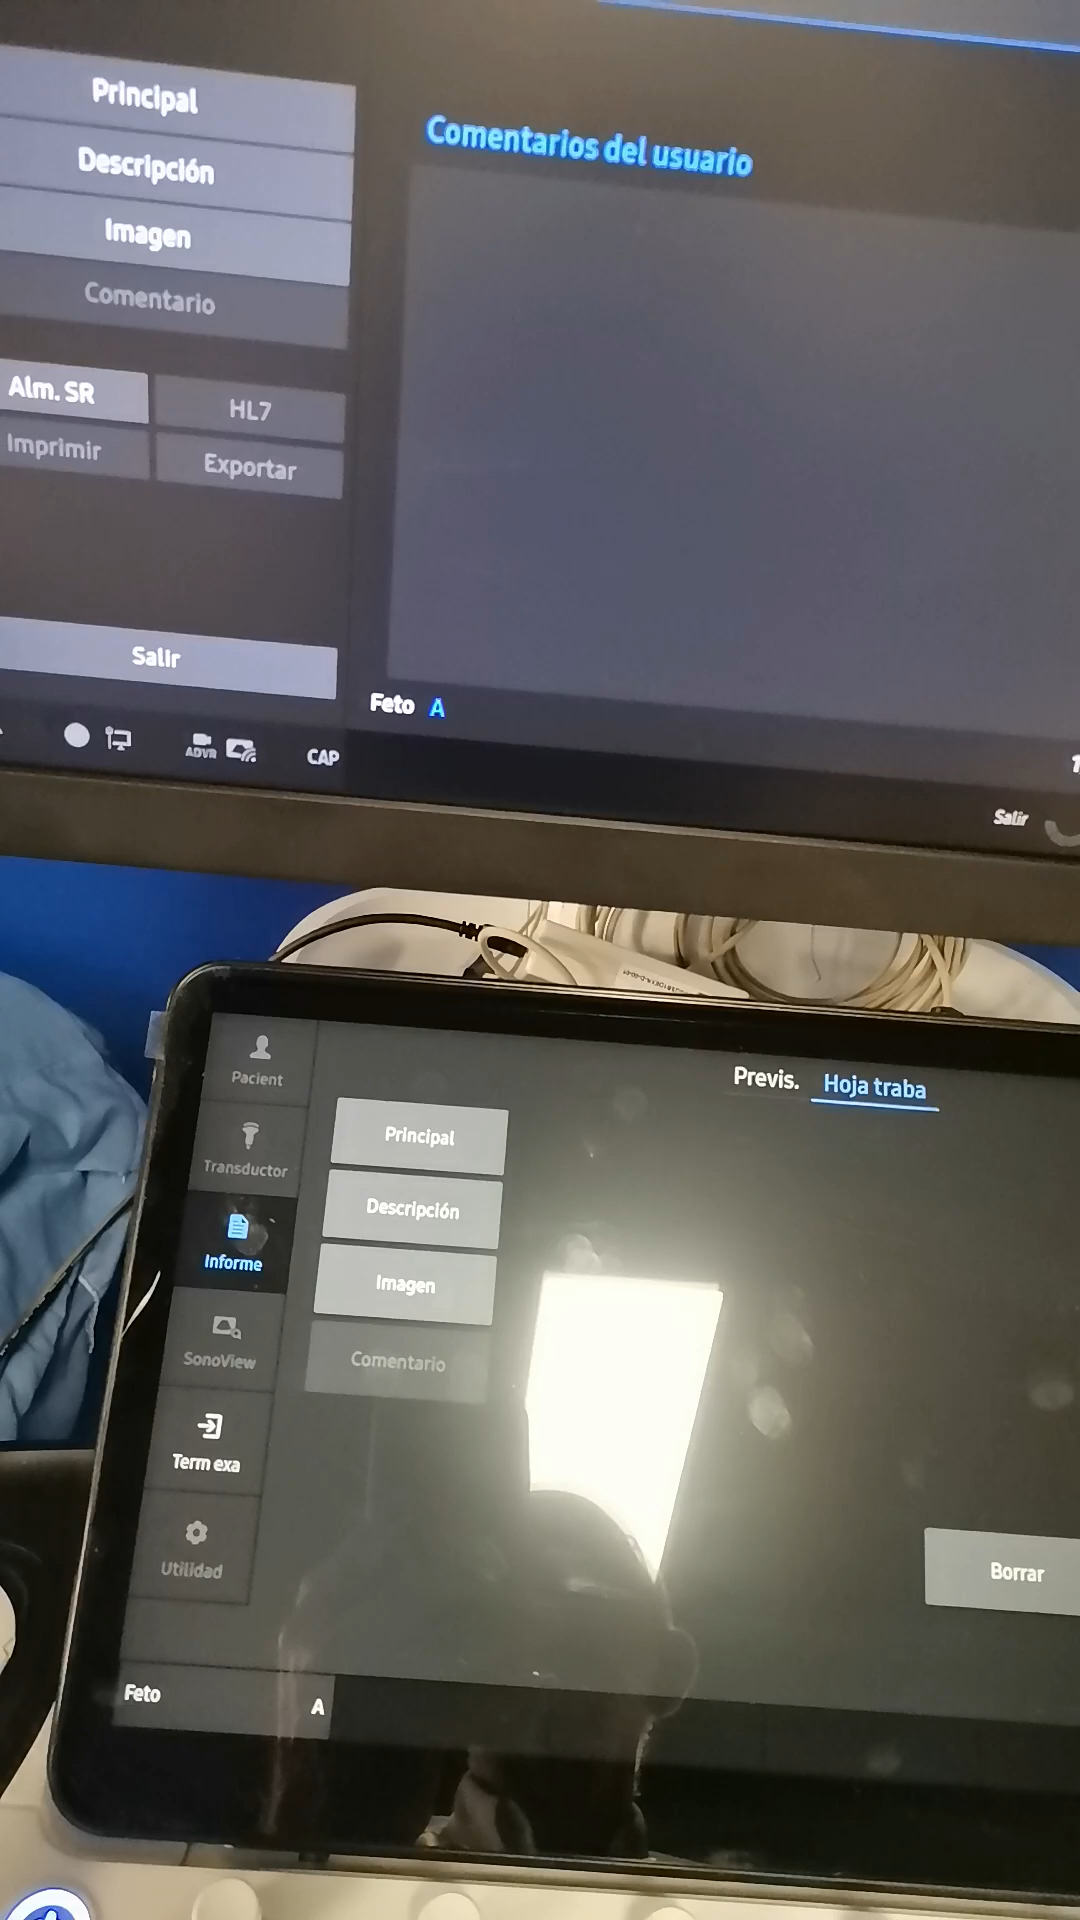 Principal
Descripción
Imagen
Comentario
Alm. SR
HL7
Imprimir
Exportar
Salir
ADVR
CAP
Comentarios del usuario
Feto A
Salir
Pacient
Transductor
Informe
SonoView
Term exa
Utilidad
Feto A
Previs. Hoja traba
Principal
Descripción
Imagen
Comentario
Borrar